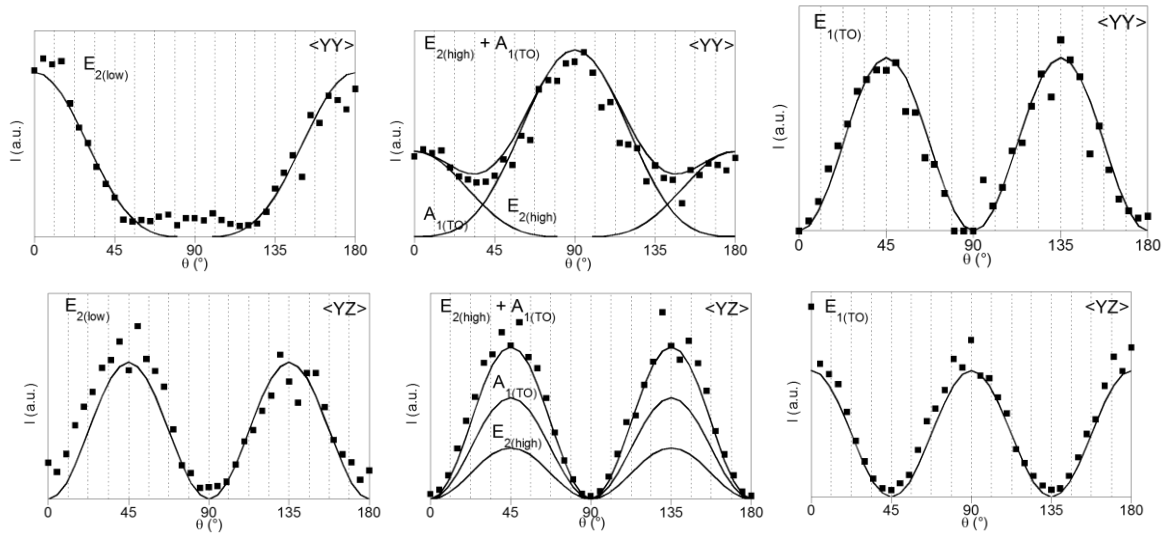 E2(low)
<YY>
I (a.u.)
0 45 90 135 180
θ (°)
E2(high) + A1(TO)
<YY>
I (a.u.)
A1(TO)
E2(high)
0 45 90 135 180
θ (°)
E1(TO)
<YY>
I (a.u.)
0 45 90 135 180
θ (°)
E2(low)
<YZ>
I (a.u.)
0 45 90 135 180
θ (°)
E2(high) + A1(TO)
<YZ>
I (a.u.)
A1(TO)
E2(high)
0 45 90 135 180
θ (°)
E1(TO)
<YZ>
I (a.u.)
0 45 90 135 180
θ (°)